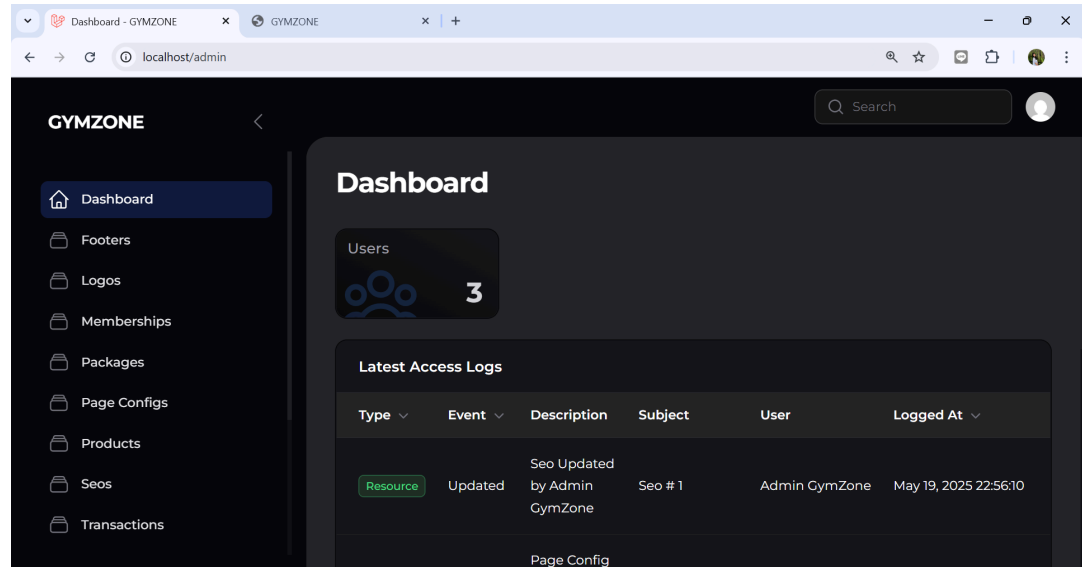 Dashboard - GYMZONE
GYMZONE
localhost/admin
GYMZONE
Search
Dashboard
Footers
Logos
Memberships
Packages
Page Configs
Products
Seos
Transactions
Dashboard
Users
3
Latest Access Logs
Type Event Description Subject User Logged At
Resource Updated Seo Updated by Admin GymZone Seo # 1 Admin GymZone May 19, 2025 22:56:10
Page Config